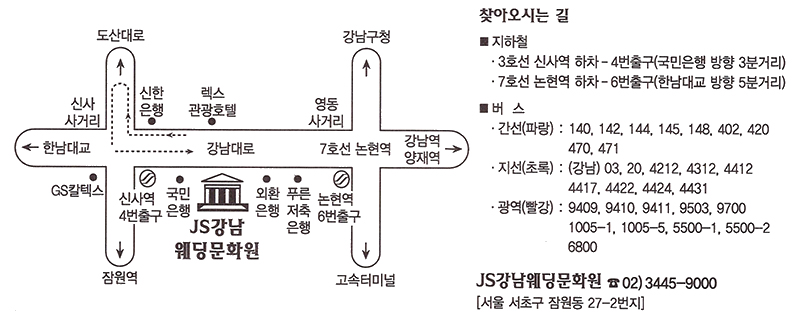 도산대로
강남구청
신사
사거리
신한
은행
렉스
관광호텔
영동
사거리
한남대교
강남대로
7호선 논현역
강남역
양재역
GS칼텍스
신사역
4번출구
국민
은행
외환
은행
푸른
저축
은행
논현역
6번출구
JS강남
웨딩문화원
잠원역
고속터미널
찾아오시는 길
■ 지하철
· 3호선 신사역 하차 - 4번출구(국민은행 방향 3분거리)
· 7호선 논현역 하차 - 6번출구(한남대교 방향 5분거리)
■ 버 스
· 간선(파랑) : 140, 142, 144, 145, 148, 402, 420
470, 471
· 지선(초록) : (강남) 03, 20, 4212, 4312, 4412
4417, 4422, 4424, 4431
· 광역(빨강) : 9409, 9410, 9411, 9503, 9700
1005-1, 1005-5, 5500-1, 5500-2
6800
JS강남웨딩문화원 ☎ 02) 3445-9000
[서울 서초구 잠원동 27-2번지]